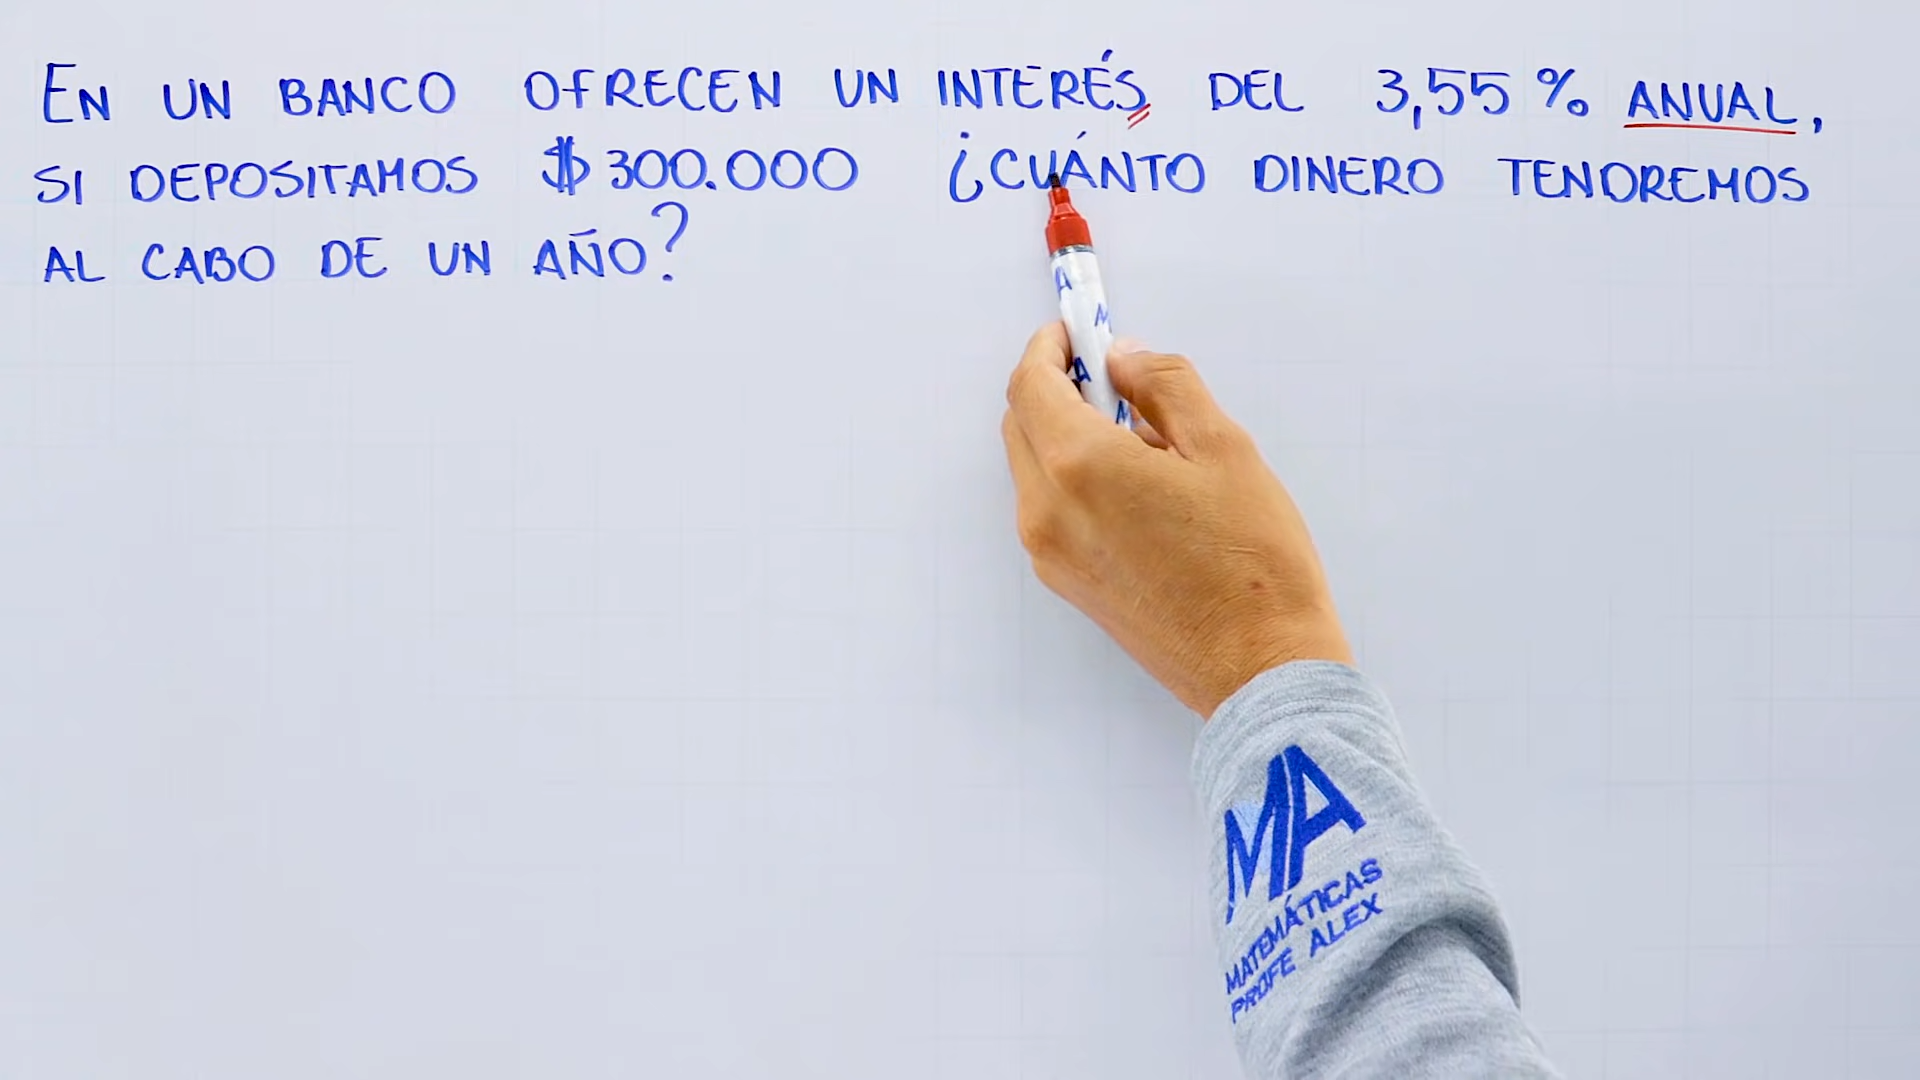 EN UN BANCO OFRECEN UN INTERÉS DEL 3,55% ANUAL,
SI DEPOSITAMOS $300.000 ¿CUÁNTO DINERO TENDREMOS
AL CABO DE UN AÑO?
A
M
A
M
MA
MATEMÁTICAS
PROFE ALEX